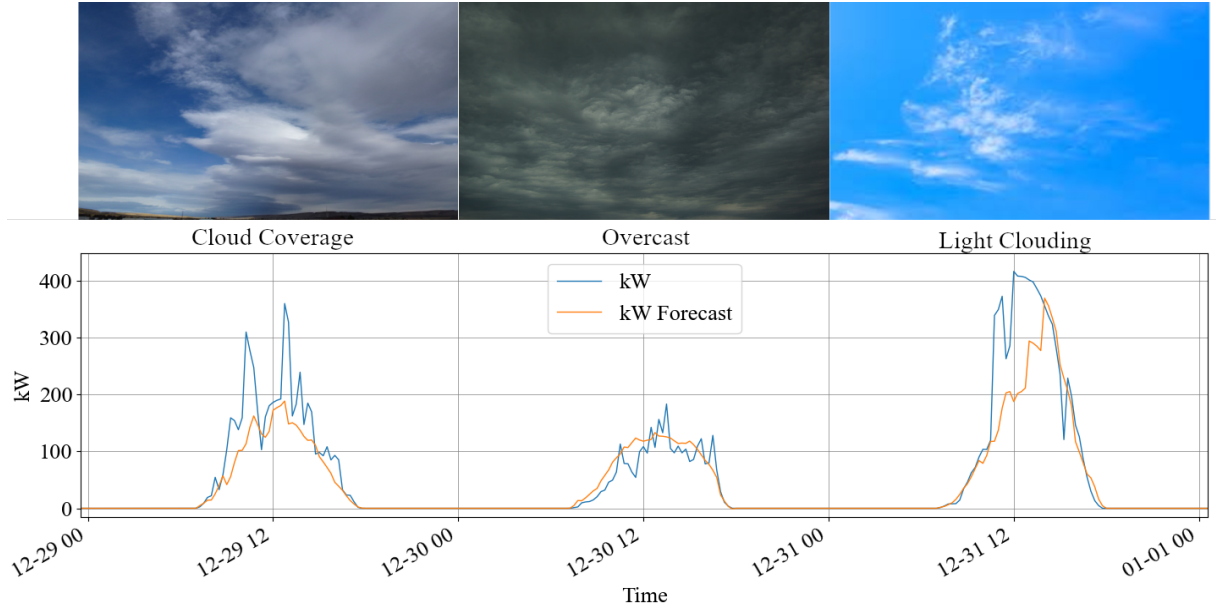 Cloud Coverage
Overcast
Light Clouding
kW
kW Forecast
400
300
200
100
0
kW
12-29 00
12-29 12
12-30 00
12-30 12
12-31 00
12-31 12
01-01 00
Time